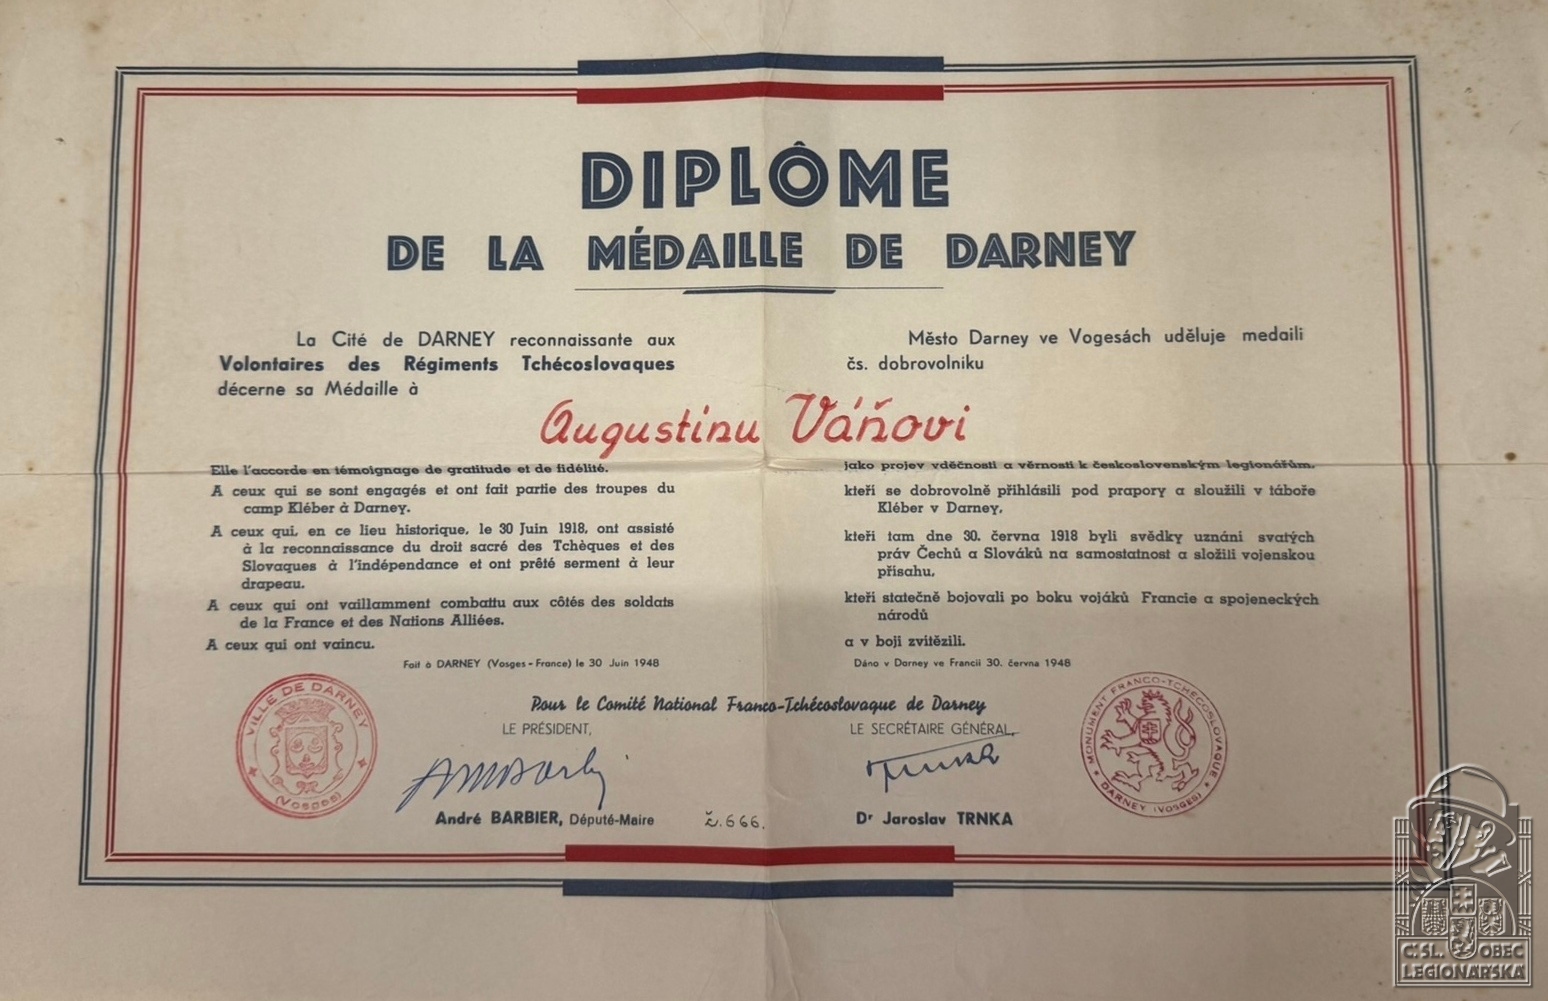 DIPLÔME
DE LA MÉDAILLE DE DARNEY
La Cité de DARNEY reconnaissante aux
Volontaires des Régiments Tchécoslovaques
décerne sa Médaille à
Město Darney ve Vogesách uděluje medaili
čs. dobrovolniku
Augustinu Váňovi
Elle l'accorde en témoignage de gratitude et de fidélité.
A ceux qui se sont engagés et ont fait partie des troupes du
camp Kléber à Darney.
A ceux qui, en ce lieu historique, le 30 Juin 1918, ont assisté
à la reconnaissance du droit sacré des Tchèques et des
Slovaques à l'indépendance et ont prêté serment à leur
drapeau.
A ceux qui ont vaillamment combattu aux côtés des soldats
de la France et des Nations Alliées.
A ceux qui ont vaincu.
Fait à DARNEY (Vosges - France) le 30 Juin 1948
jako projev vděčnosti a věrnosti k československým legionářům,
kteří se dobrovolně přihlásili pod prapory a sloužili v táboře
Kléber v Darney,
kteří tam dne 30. června 1918 byli svědky uznáni svatých
práv Čechů a Slováků na samostatnost a složili vojenskou
přisahu,
kteří statečně bojovali po boku vojáků Francie a spojeneckých
národů
a v boji zvitězili.
Dáno v Darney ve Francii 30. června 1948
Pour le Comité National Franco-Tchécoslovaque de Darney
LE PRÉSIDENT,
LE SECRÉTAIRE GÉNÉRAL,
André BARBIER, Député-Maire
č. 666.
Dr Jaroslav TRNKA
VILLE DE DARNEY
(Vosges)
MONUMENT FRANCO-TCHÉCOSLOVAQUE
DARNEY (VOSGES)
Č'SL. OBEC
LEGIONÁŘSKÁ